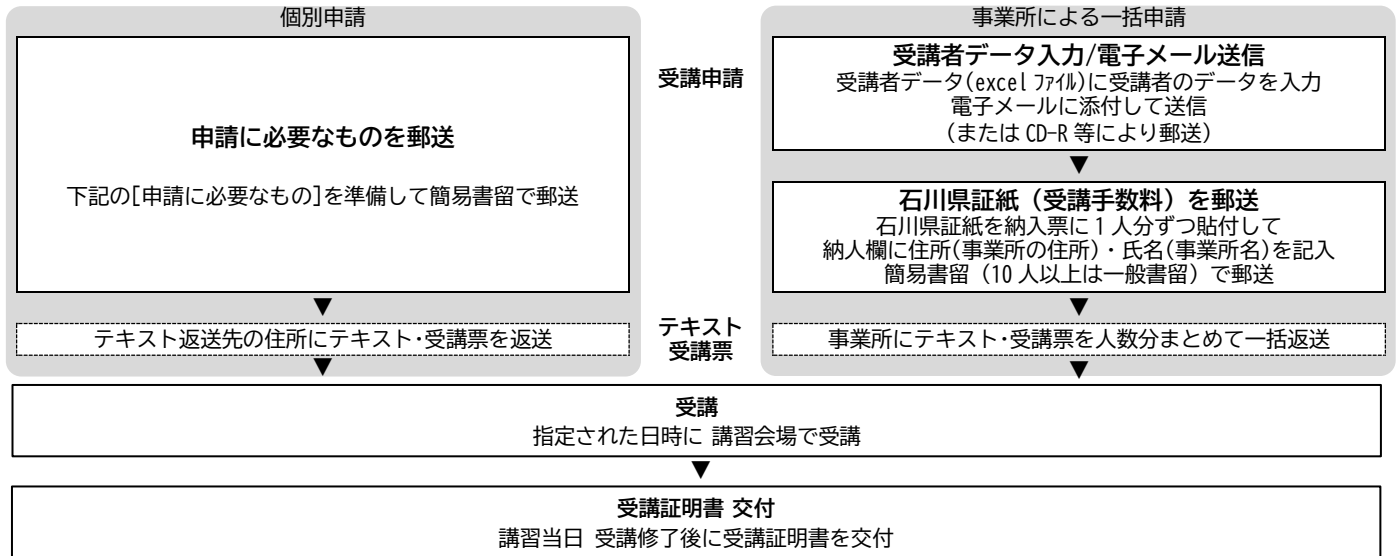 個別申請
申請に必要なものを郵送
下記の[申請に必要なもの]を準備して簡易書留で郵送
▼
テキスト返送先の住所にテキスト・受講票を返送
▼
受講申請
テキスト
受講票
事業所による一括申請
受講者データ入力/電子メール送信
受講者データ(excel ﾌｧｲﾙ)に受講者のデータを入力
電子メールに添付して送信
(または CD-R 等により郵送)
▼
石川県証紙（受講手数料）を郵送
石川県証紙を納入票に 1 人分ずつ貼付して
納人欄に住所(事業所の住所)・氏名(事業所名)を記入
簡易書留（10 人以上は一般書留）で郵送
▼
事業所にテキスト・受講票を人数分まとめて一括返送
▼
受講
指定された日時に 講習会場で受講
▼
受講証明書 交付
講習当日 受講修了後に受講証明書を交付